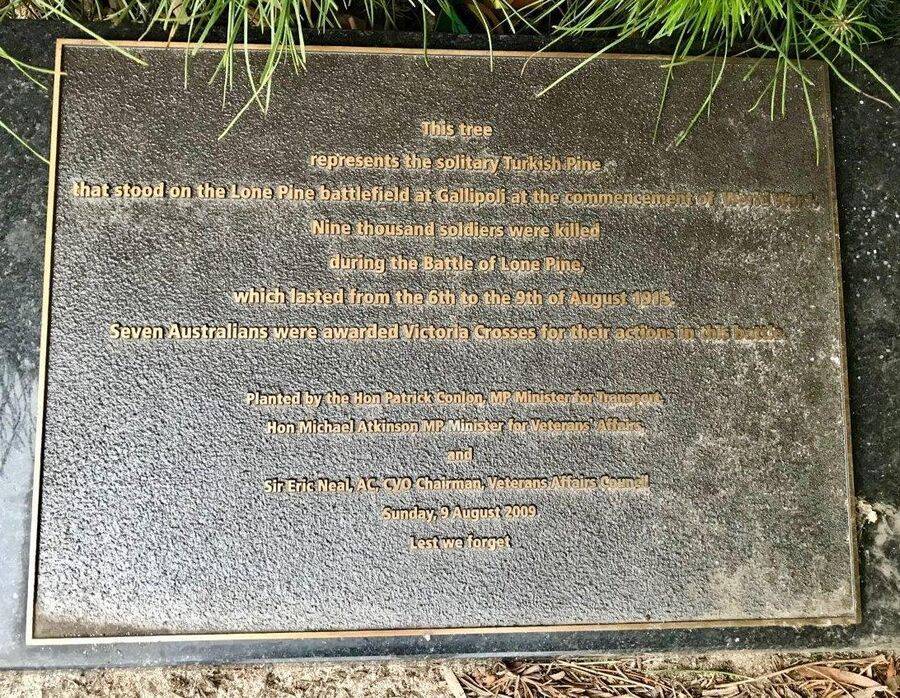 This tree
represents the solitary Turkish Pine
that stood on the Lone Pine battlefield at Gallipoli at the commencement of World War I.
Nine thousand soldiers were killed
during the Battle of Lone Pine,
which lasted from the 6th to the 9th of August 1915.
Seven Australians were awarded Victoria Crosses for their actions in this battle.
Planted by the Hon Patrick Conlon, MP Minister for Transport,
Hon Michael Atkinson MP Minister for Veterans' Affairs,
and
Sir Eric Neal, AC, CVO Chairman, Veterans Affairs Council
Sunday, 9 August 2009
Lest we forget